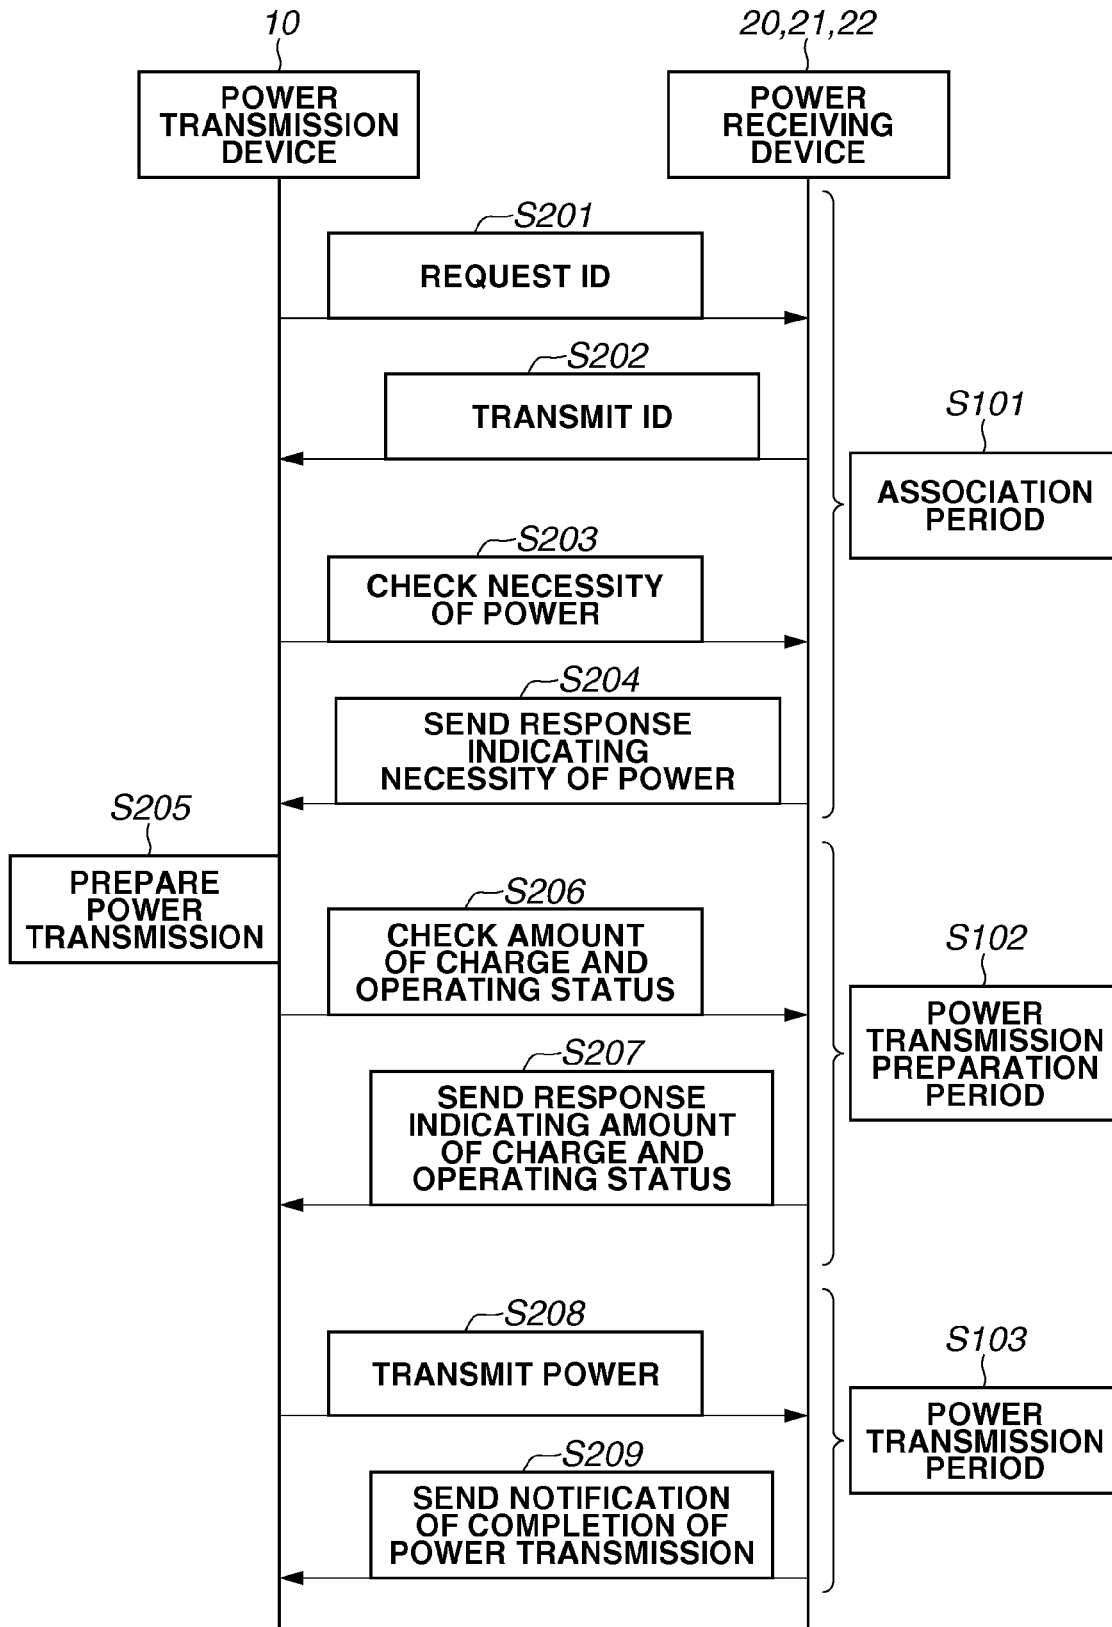 10
20,21,22
POWER
TRANSMISSION
DEVICE
POWER
RECEIVING
DEVICE
S201
REQUEST ID
S202
TRANSMIT ID
S101
ASSOCIATION
PERIOD
S203
CHECK NECESSITY
OF POWER
S204
SEND RESPONSE
INDICATING
NECESSITY OF POWER
S205
PREPARE
POWER
TRANSMISSION
S206
CHECK AMOUNT
OF CHARGE AND
OPERATING STATUS
S102
POWER
TRANSMISSION
PREPARATION
PERIOD
S207
SEND RESPONSE
INDICATING AMOUNT
OF CHARGE AND
OPERATING STATUS
S208
TRANSMIT POWER
S103
POWER
TRANSMISSION
PERIOD
S209
SEND NOTIFICATION
OF COMPLETION OF
POWER TRANSMISSION